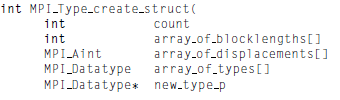 int MPI_Type_create_struct(
int count
int array_of_blocklengths[]
MPI_Aint array_of_displacements[]
MPI_Datatype array_of_types[]
MPI_Datatype* new_type_p